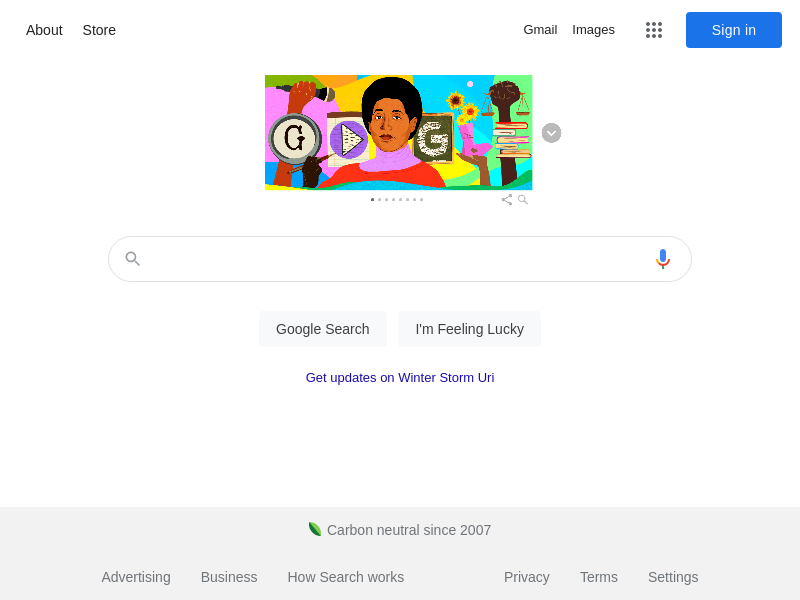 About Store Gmail Images Sign in
G G
Google Search I'm Feeling Lucky
Get updates on Winter Storm Uri
Carbon neutral since 2007
Advertising Business How Search works Privacy Terms Settings